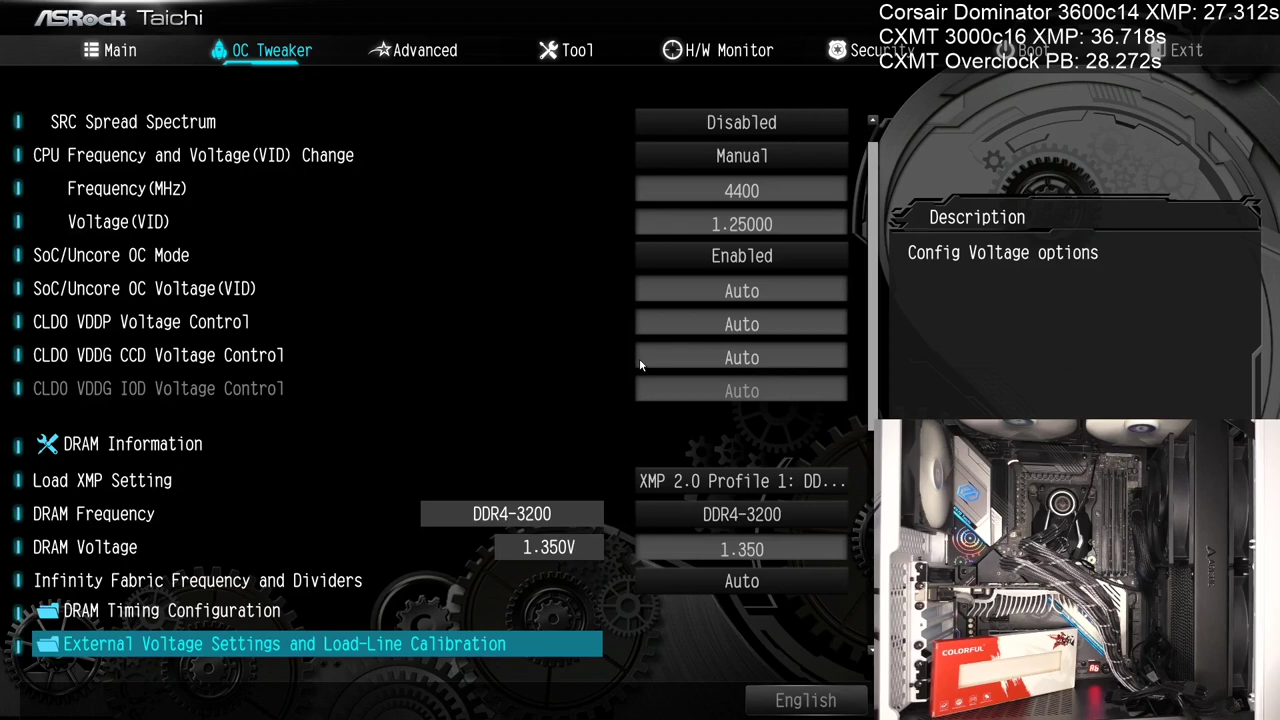 ASRock Taichi
Corsair Dominator 3600c14 XMP: 27.312s
CXMT 3000c16 XMP: 36.718s
CXMT Overclock PB: 28.272s
Main
OC Tweaker
Advanced
Tool
H/W Monitor
Security
Boot
Exit
SRC Spread Spectrum
Disabled
CPU Frequency and Voltage(VID) Change
Manual
Frequency(MHz)
4400
Voltage(VID)
1.25000
SoC/Uncore OC Mode
Enabled
SoC/Uncore OC Voltage(VID)
Auto
CLDO VDDP Voltage Control
Auto
CLDO VDDG CCD Voltage Control
Auto
CLDO VDDG IOD Voltage Control
Auto
DRAM Information
Load XMP Setting
XMP 2.0 Profile 1: DD...
DRAM Frequency
DDR4-3200
DDR4-3200
DRAM Voltage
1.350V
1.350
Infinity Fabric Frequency and Dividers
Auto
DRAM Timing Configuration
External Voltage Settings and Load-Line Calibration
English
Description
Config Voltage options
COLORFUL